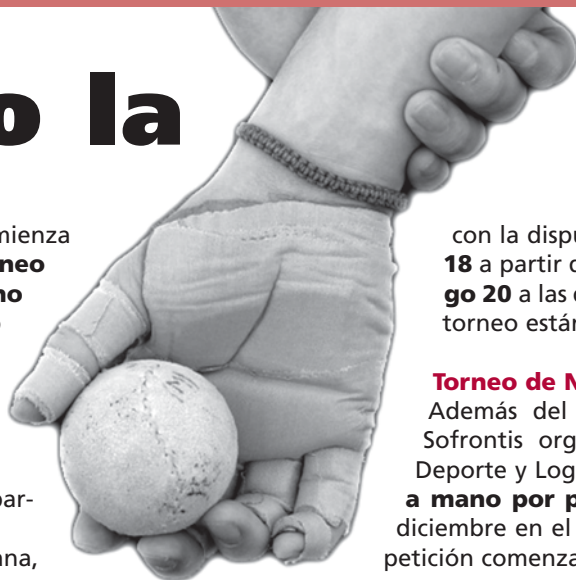 o la
mienza
neo
no
par-
na,
con la dispu
18 a partir d
go 20 a las
torneo están
Torneo de N
Además del
Sofrontis org
Deporte y Log
a mano por p
diciembre en el
petición comenza